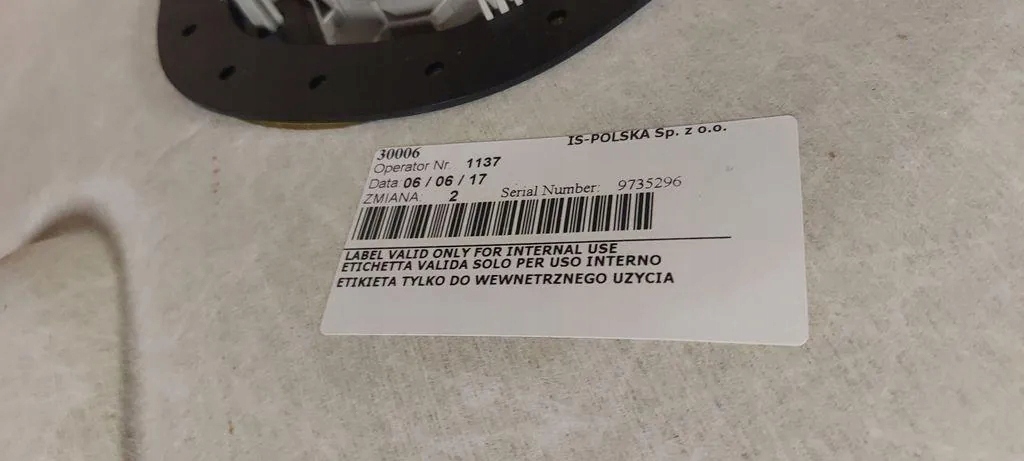 IS-POLSKA Sp. z o.o.
30006
Operator Nr. 1137
Data: 06 / 06 / 17
ZMIANA: 2 Serial Number: 9735296
LABEL VALID ONLY FOR INTERNAL USE
ETICHETTA VALIDA SOLO PER USO INTERNO
ETIKIETA TYLKO DO WEWNETRZNEGO UZYCIA